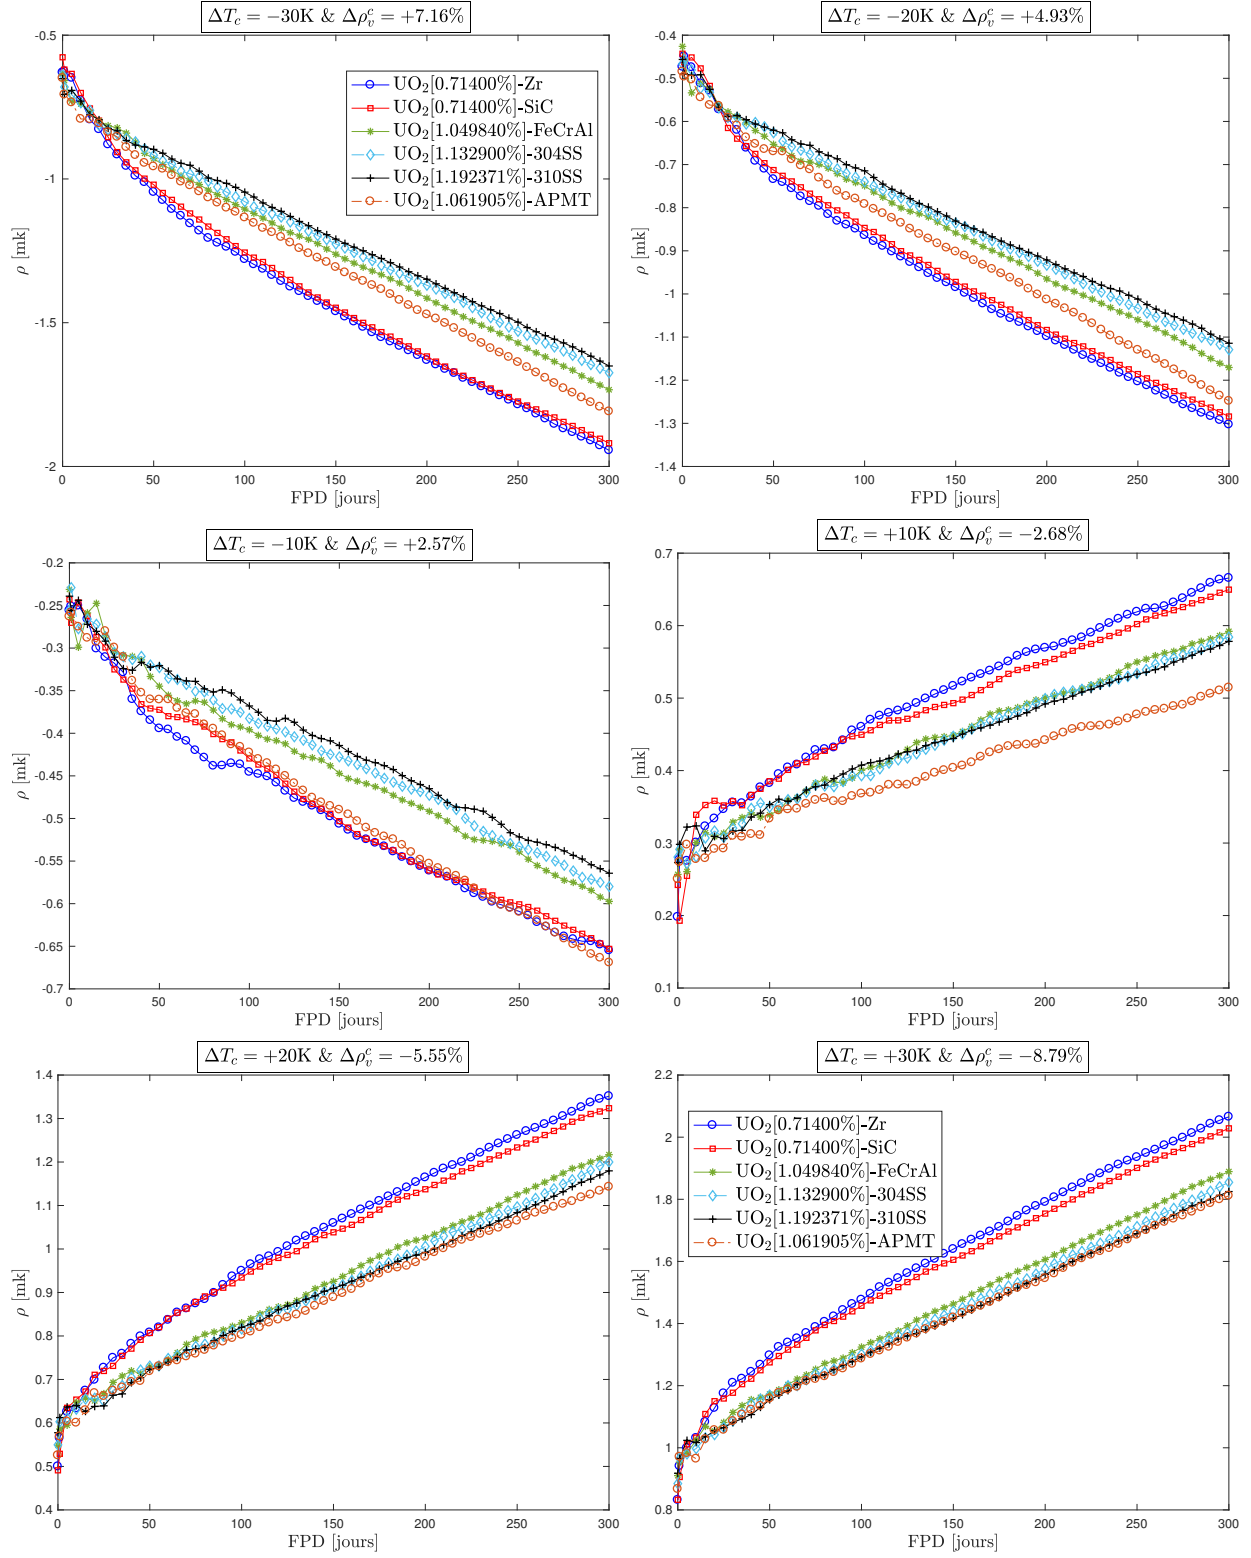 ΔT_c = −30K & Δρ_v^c = +7.16%
-0.5
-1
-1.5
-2
ρ [mk]
UO₂[0.71400%]-Zr
UO₂[0.71400%]-SiC
UO₂[1.049840%]-FeCrAl
UO₂[1.132900%]-304SS
UO₂[1.192371%]-310SS
UO₂[1.061905%]-APMT
0 50 100 150 200 250 300
FPD [jours]
ΔT_c = −20K & Δρ_v^c = +4.93%
-0.4
-0.5
-0.6
-0.7
-0.8
-0.9
-1
-1.1
-1.2
-1.3
-1.4
ρ [mk]
0 50 100 150 200 250 300
FPD [jours]
ΔT_c = −10K & Δρ_v^c = +2.57%
-0.2
-0.25
-0.3
-0.35
-0.4
-0.45
-0.5
-0.55
-0.6
-0.65
-0.7
ρ [mk]
0 50 100 150 200 250 300
FPD [jours]
ΔT_c = +10K & Δρ_v^c = −2.68%
0.7
0.6
0.5
0.4
0.3
0.2
0.1
ρ [mk]
0 50 100 150 200 250 300
FPD [jours]
ΔT_c = +20K & Δρ_v^c = −5.55%
1.4
1.3
1.2
1.1
1
0.9
0.8
0.7
0.6
0.5
0.4
ρ [mk]
0 50 100 150 200 250 300
FPD [jours]
ΔT_c = +30K & Δρ_v^c = −8.79%
2.2
2
1.8
1.6
1.4
1.2
1
0.8
ρ [mk]
UO₂[0.71400%]-Zr
UO₂[0.71400%]-SiC
UO₂[1.049840%]-FeCrAl
UO₂[1.132900%]-304SS
UO₂[1.192371%]-310SS
UO₂[1.061905%]-APMT
0 50 100 150 200 250 300
FPD [jours]